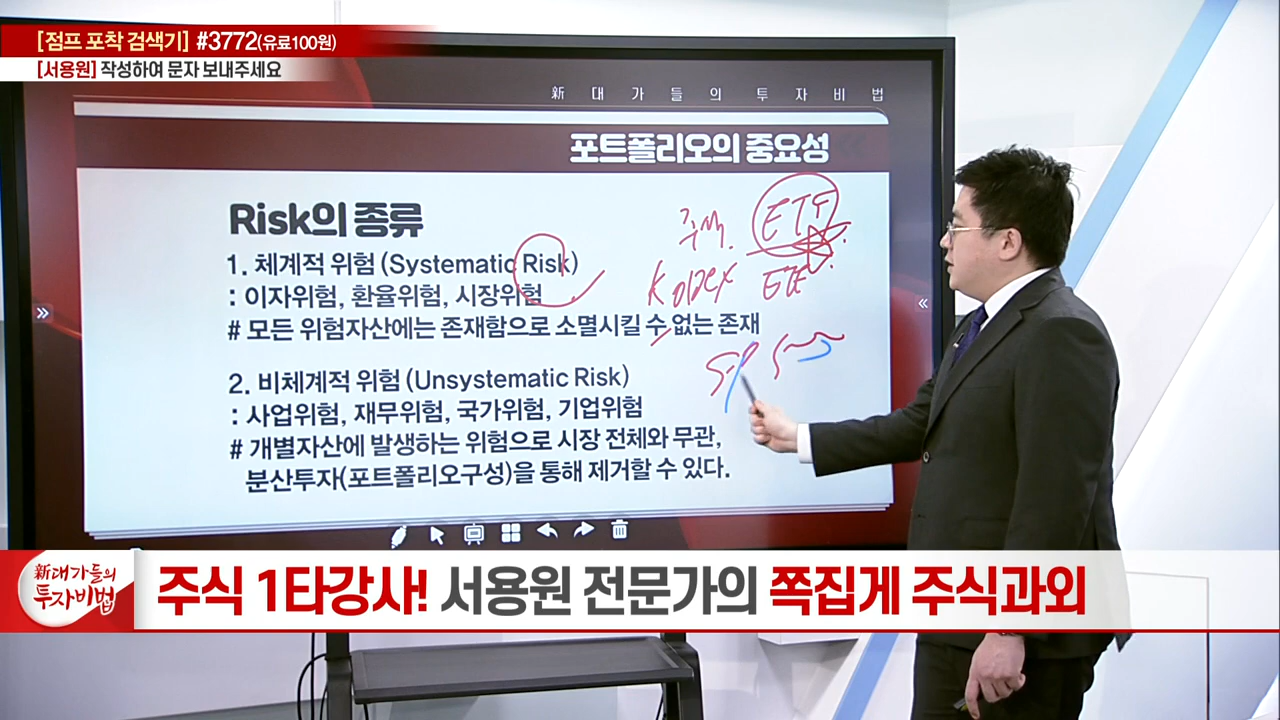 [점프 포착 검색기] #3772(유료100원)
[서용원] 작성하여 문자 보내주세요
新 대 가 들 의 투 자 비 법
포트폴리오의 중요성
Risk의 종류
주식. ETF
1. 체계적 위험 (Systematic Risk)
: 이자위험, 환율위험, 시장위험
Kodex
# 모든 위험자산에는 존재함으로 소멸시킬 수 없는 존재
2. 비체계적 위험 (Unsystematic Risk)
: 사업위험, 재무위험, 국가위험, 기업위험
# 개별자산에 발생하는 위험으로 시장 전체와 무관,
분산투자(포트폴리오구성)을 통해 제거할 수 있다.
新대가들의
투자비법
주식 1타강사! 서용원 전문가의 쪽집게 주식과외